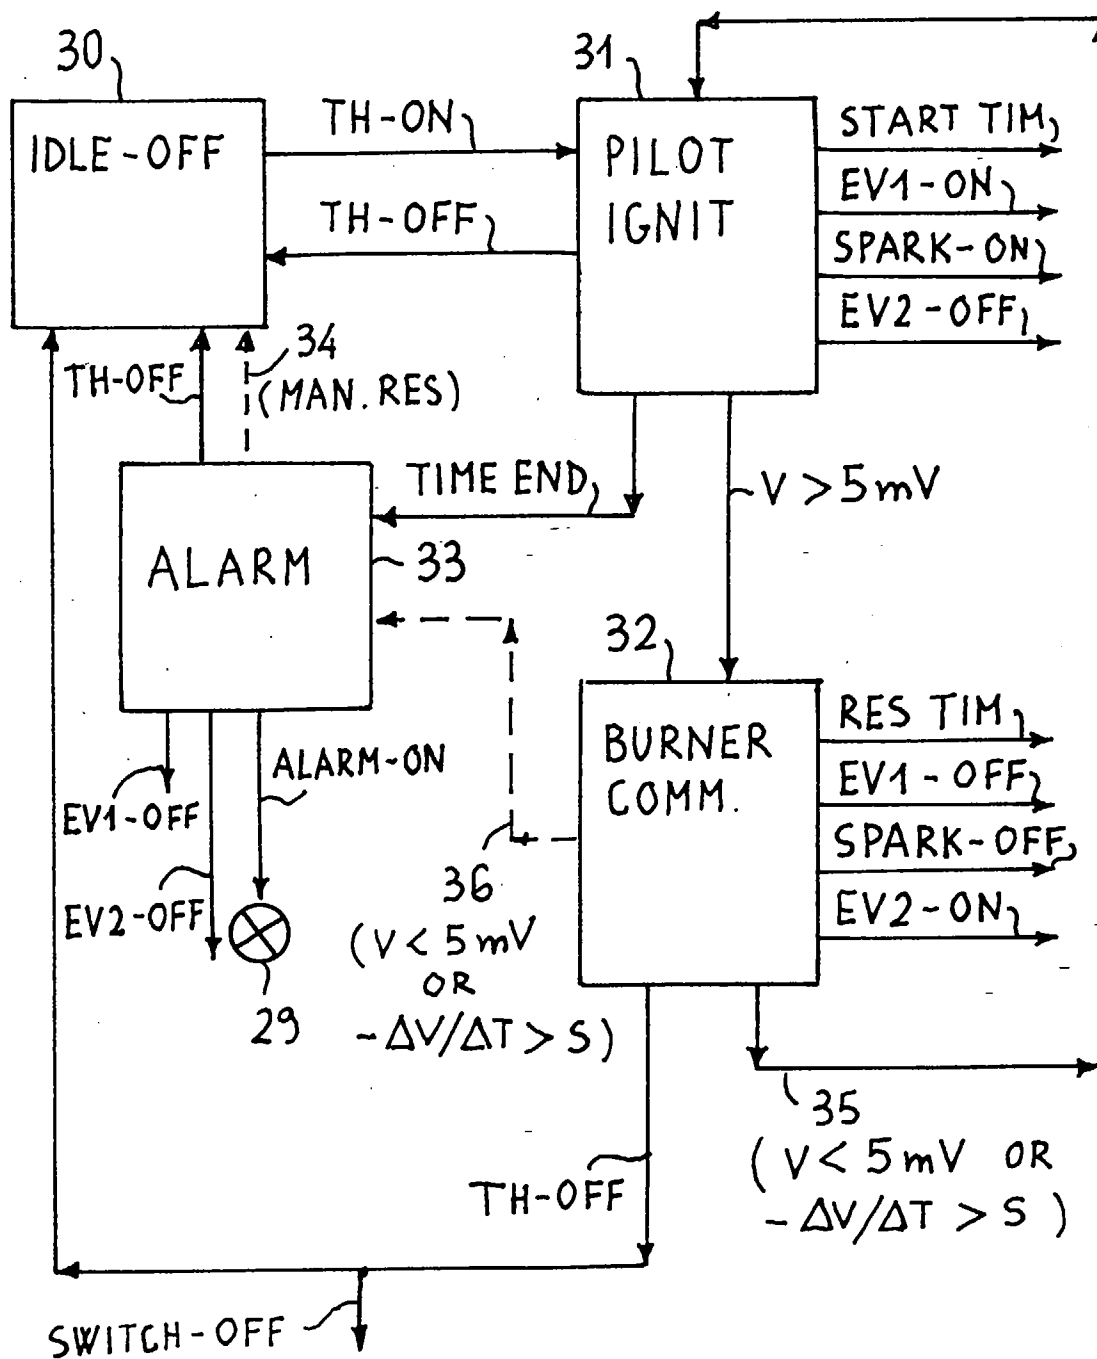 30
IDLE-OFF
TH-ON
TH-OFF
31
PILOT
IGNIT
START TIM
EV1-ON
SPARK-ON
EV2-OFF
TH-OFF
34
(MAN. RES)
TIME END
V > 5mV
ALARM
33
32
BURNER
COMM.
RES TIM
EV1-OFF
SPARK-OFF
EV2-ON
ALARM-ON
EV1-OFF
EV2-OFF
29
36
(V < 5mV
OR
-ΔV/ΔT > S)
35
(V < 5mV OR
-ΔV/ΔT > S)
TH-OFF
SWITCH-OFF